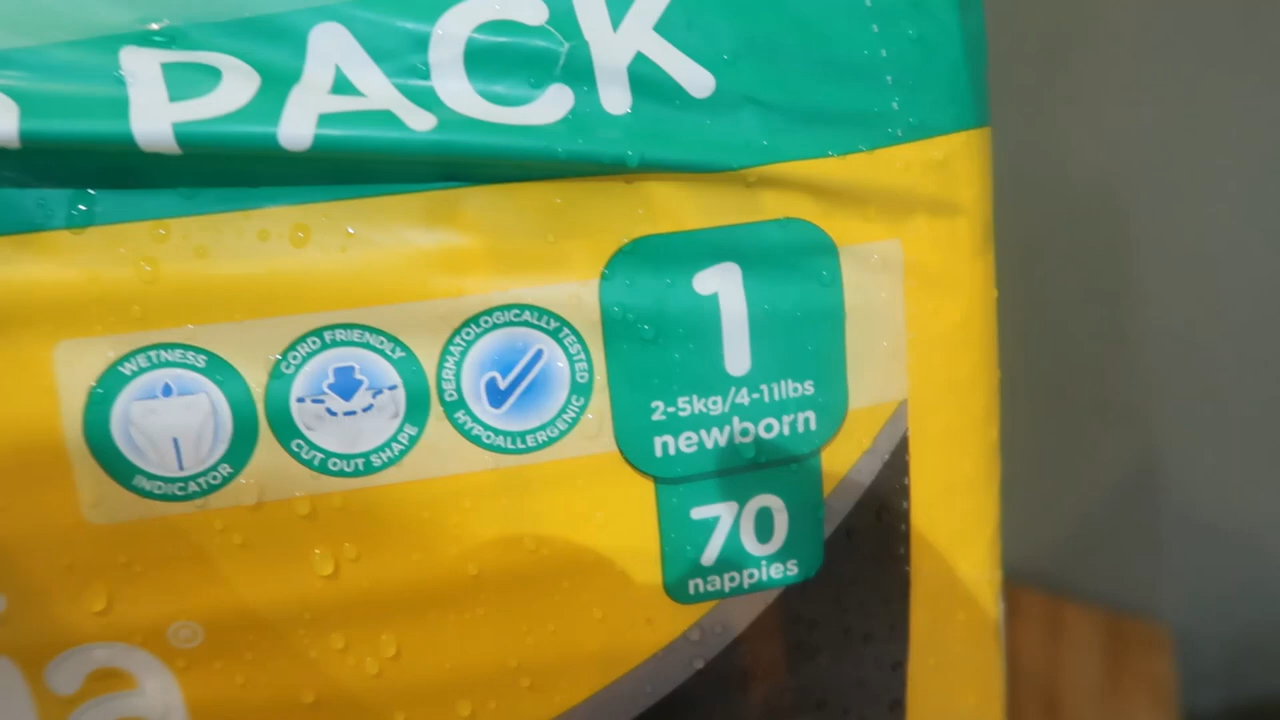 PACK
WETNESS
INDICATOR
CORD FRIENDLY
CUT OUT SHAPE
DERMATOLOGICALLY TESTED
HYPOALLERGENIC
1
2-5kg/4-11lbs
newborn
70
nappies
®